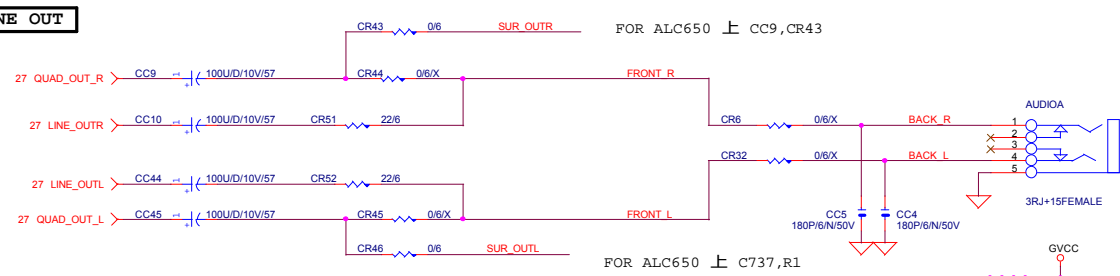 NE OUT
CR43 0/6 SUR_OUTR FOR ALC650 上 CC9,CR43
27 QUAD_OUT_R CC9 1 + 100U/D/10V/57 CR44 0/6/X FRONT_R
27 LINE_OUTR CC10 1 + 100U/D/10V/57 CR51 22/6
CR6 0/6/X BACK_R
AUDIOA
1
2
3
4
5
CR32 0/6/X BACK_L
27 LINE_OUTL CC44 1 + 100U/D/10V/57 CR52 22/6
27 QUAD_OUT_L CC45 1 + 100U/D/10V/57 CR45 0/6/X FRONT_L
CR46 0/6 SUR_OUTL
FOR ALC650 上 C737,R1
CC5
180P/6/N/50V
CC4
180P/6/N/50V
3RJ+15FEMALE
GVCC